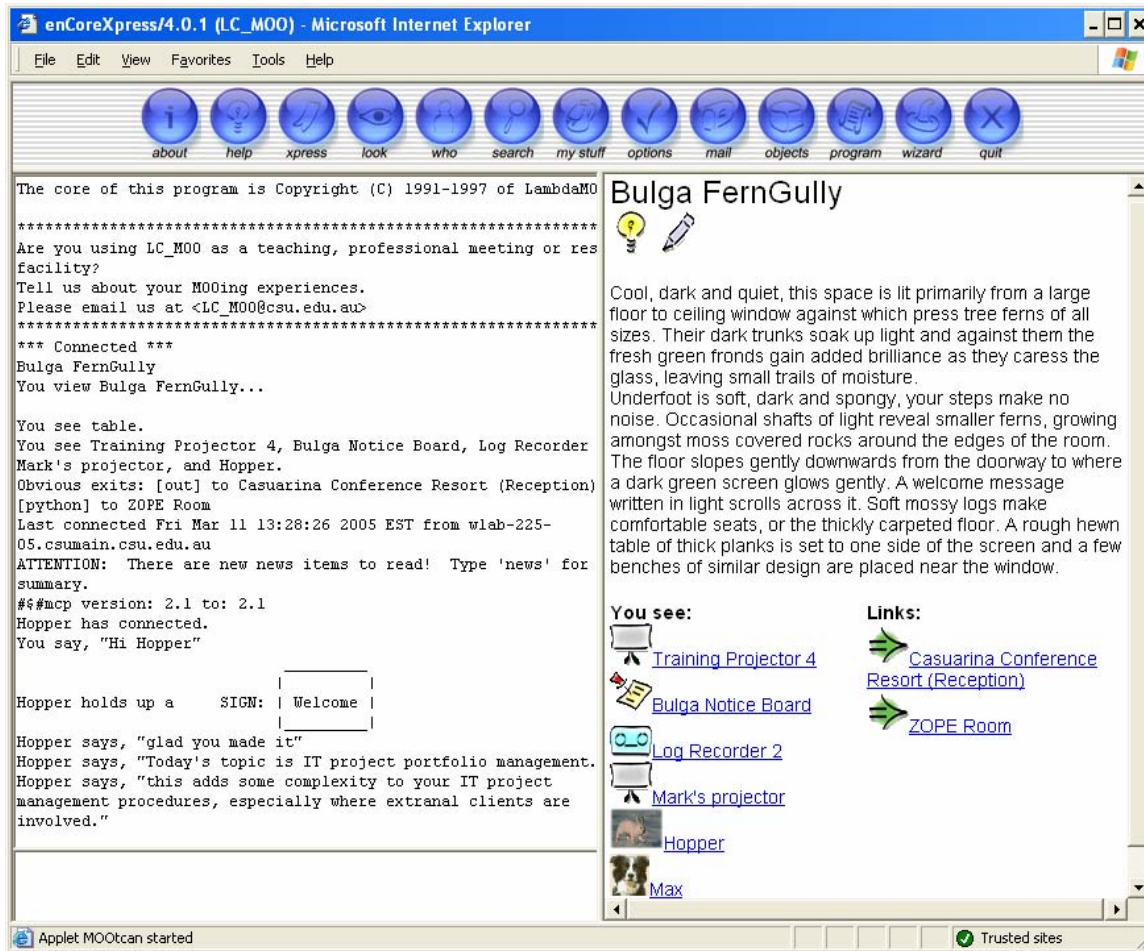 enCoreXpress/4.0.1 (LC_MOO) - Microsoft Internet Explorer
File Edit View Favorites Tools Help
about help xpress look who search my stuff options mail objects program wizard quit
The core of this program is Copyright (C) 1991-1997 of LambdaMO
****************************************************************
Are you using LC_MOO as a teaching, professional meeting or res
facility?
Tell us about your MOOing experiences.
Please email us at <LC_MOO@csu.edu.au>
****************************************************************
*** Connected ***
Bulga FernGully
You view Bulga FernGully...
You see table.
You see Training Projector 4, Bulga Notice Board, Log Recorder
Mark's projector, and Hopper.
Obvious exits: [out] to Casuarina Conference Resort (Reception)
[python] to ZOPE Room
Last connected Fri Mar 11 13:28:26 2005 EST from wlab-225-
05.csumain.csu.edu.au
ATTENTION:  There are new news items to read!  Type 'news' for
summary.
#$#mcp version: 2.1 to: 2.1
Hopper has connected.
You say, "Hi Hopper"
Hopper holds up a SIGN: | Welcome |
Hopper says, "glad you made it"
Hopper says, "Today's topic is IT project portfolio management.
Hopper says, "this adds some complexity to your IT project
management procedures, especially where extranal clients are
involved."
Bulga FernGully
Cool, dark and quiet, this space is lit primarily from a large
floor to ceiling window against which press tree ferns of all
sizes. Their dark trunks soak up light and against them the
fresh green fronds gain added brilliance as they caress the
glass, leaving small trails of moisture.
Underfoot is soft, dark and spongy, your steps make no
noise. Occasional shafts of light reveal smaller ferns, growing
amongst moss covered rocks around the edges of the room.
The floor slopes gently downwards from the doorway to where
a dark green screen glows gently. A welcome message
written in light scrolls across it. Soft mossy logs make
comfortable seats, or the thickly carpeted floor. A rough hewn
table of thick planks is set to one side of the screen and a few
benches of similar design are placed near the window.
You see:
Training Projector 4
Bulga Notice Board
Log Recorder 2
Mark's projector
Hopper
Max
Links:
Casuarina Conference
Resort (Reception)
ZOPE Room
Applet MOOtcan started
Trusted sites